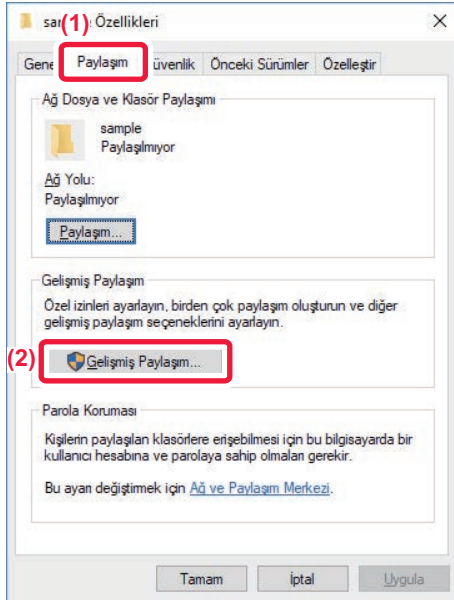 (1)
sample Özellikleri
Paylaşım
Önceki Sürümler
Özelleştir
Ağ Dosya ve Klasör Paylaşımı
sample
Paylaşılmıyor
Ağ Yolu:
Paylaşılmıyor
Paylaşım...
Gelişmiş Paylaşım
Özel izinleri ayarlayın, birden çok paylaşım oluşturun ve diğer
gelişmiş paylaşım seçeneklerini ayarlayın.
(2)
Gelişmiş Paylaşım...
Parola Koruması
Kişilerin paylaşılan klasörlere erişebilmesi için bu bilgisayarda bir
kullanıcı hesabına ve parolaya sahip olmaları gerekir.
Bu ayarı değiştirmek için Ağ ve Paylaşım Merkezi.
Tamam
İptal
Uygula